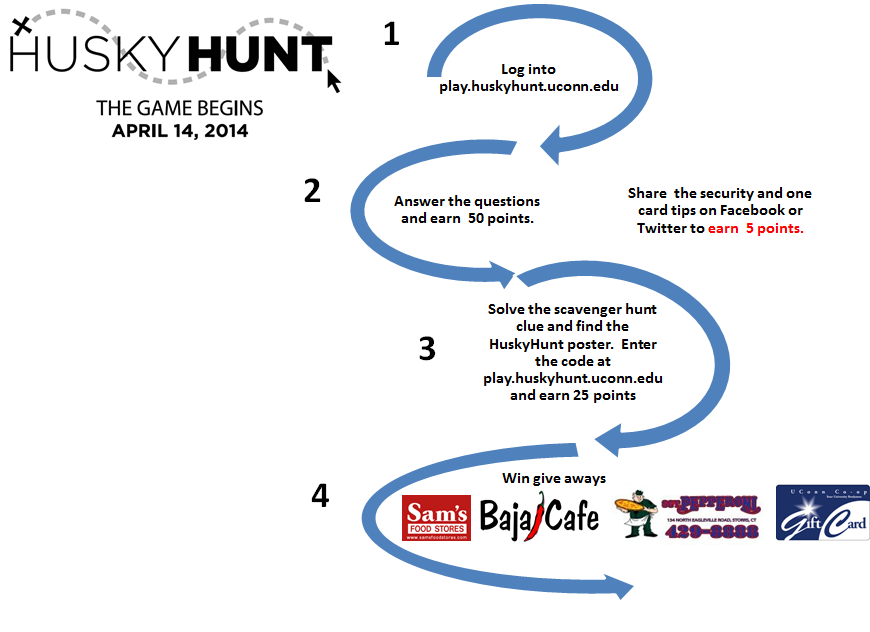 HUSKY HUNT
THE GAME BEGINS
APRIL 14, 2014
1
Log into
play.huskyhunt.uconn.edu
2
Answer the questions
and earn 50 points.
Share the security and one
card tips on Facebook or
Twitter to earn 5 points.
3
Solve the scavenger hunt
clue and find the
HuskyHunt poster. Enter
the code at
play.huskyhunt.uconn.edu
and earn 25 points
4
Win give aways
Sam's
FOOD STORES
www.samsfoodstores.com
Baja Cafe
PEPPERONI
134 NORTH EAGLEVILLE ROAD, STORRS, CT
429-8888
UConn Co-op
Gift Card